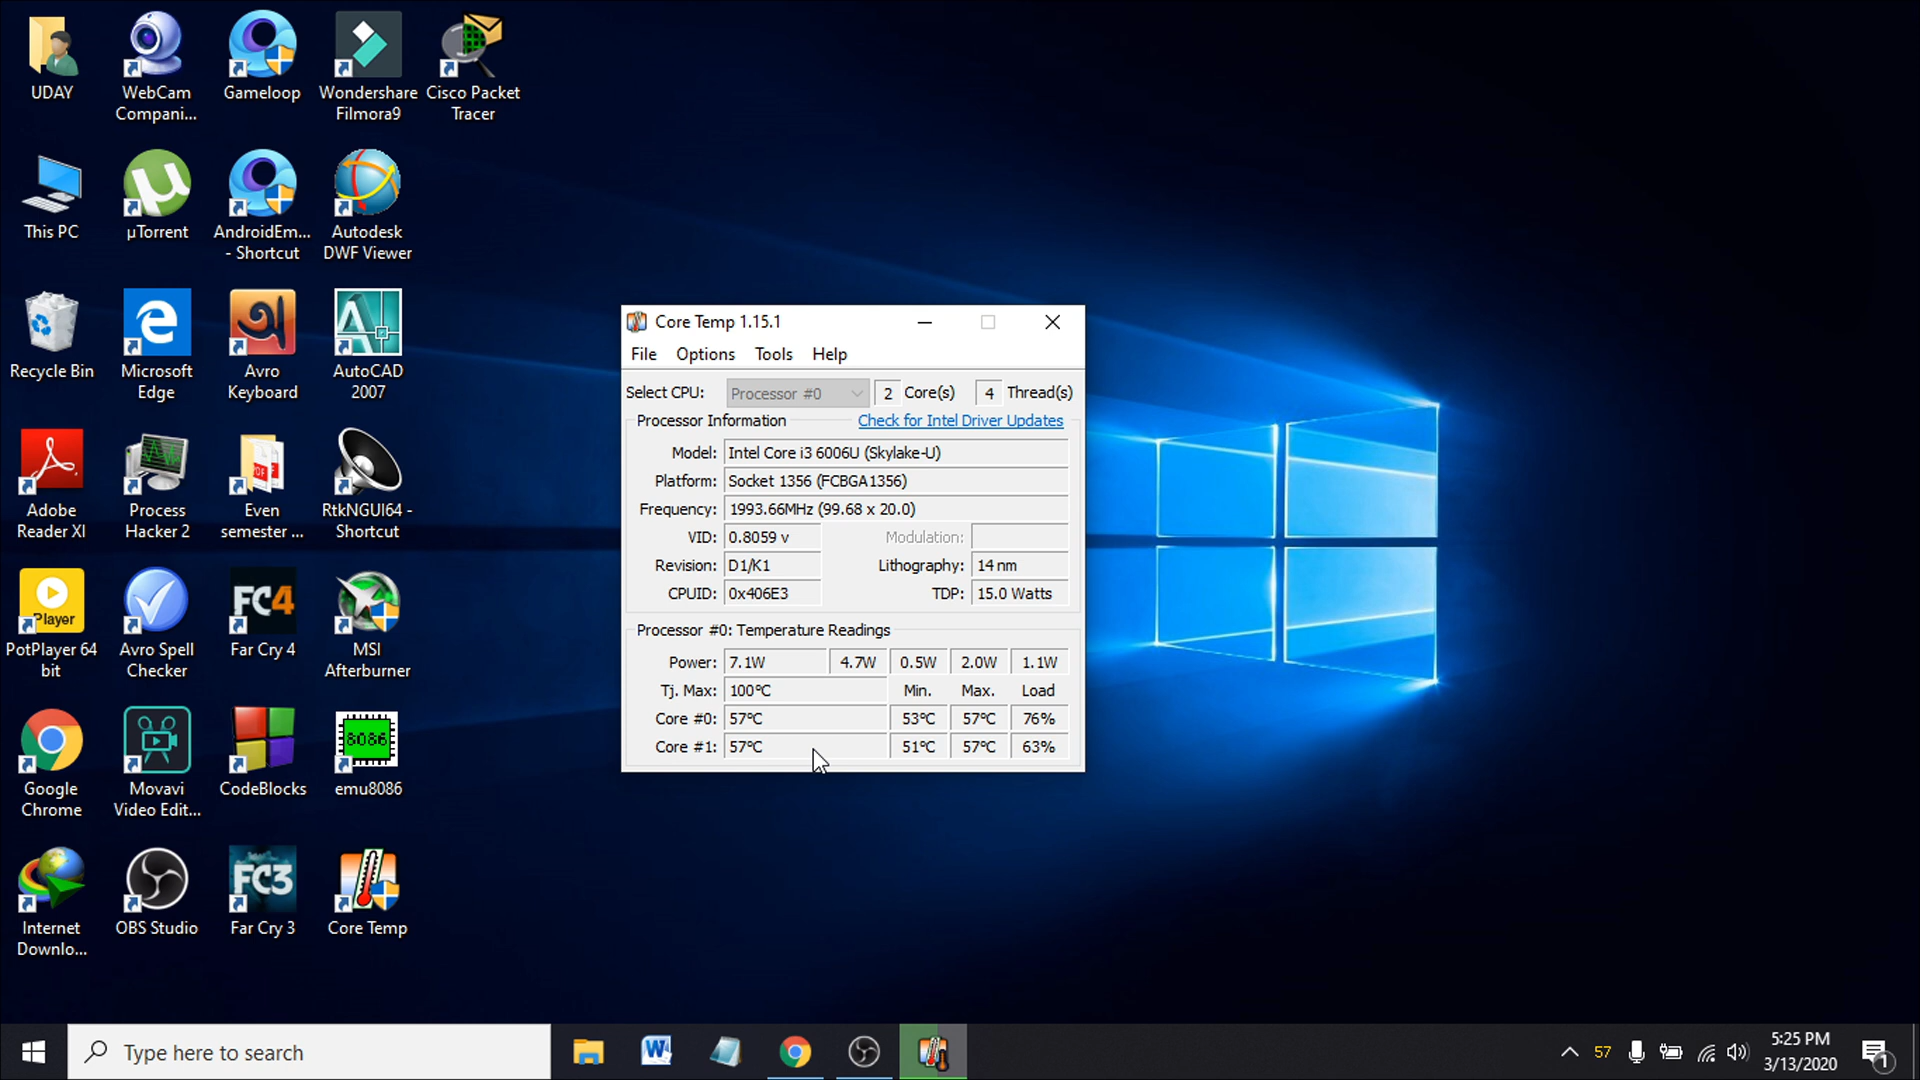 UDAY
WebCam
Compani...
Gameloop
Wondershare
Filmora9
Cisco Packet
Tracer
This PC
µTorrent
AndroidEm...
- Shortcut
Autodesk
DWF Viewer
Recycle Bin
Microsoft
Edge
Avro
Keyboard
AutoCAD
2007
Adobe
Reader XI
Process
Hacker 2
PDF
Even
semester ...
RtkNGUI64 -
Shortcut
Player
PotPlayer 64
bit
Avro Spell
Checker
FC4
Far Cry 4
MSI
Afterburner
Google
Chrome
Movavi
Video Edit...
CodeBlocks
8086
emu8086
Internet
Downlo...
OBS Studio
FC3
Far Cry 3
Core Temp
Core Temp 1.15.1
File Options Tools Help
Select CPU: Processor #0 2 Core(s) 4 Thread(s)
Processor Information Check for Intel Driver Updates
Model: Intel Core i3 6006U (Skylake-U)
Platform: Socket 1356 (FCBGA1356)
Frequency: 1993.66MHz (99.68 x 20.0)
VID: 0.8059 v Modulation:
Revision: D1/K1 Lithography: 14 nm
CPUID: 0x406E3 TDP: 15.0 Watts
Processor #0: Temperature Readings
Power: 7.1W 4.7W 0.5W 2.0W 1.1W
Tj. Max: 100°C Min. Max. Load
Core #0: 57°C 53°C 57°C 76%
Core #1: 57°C 51°C 57°C 63%
Type here to search
57
5:25 PM
3/13/2020
1